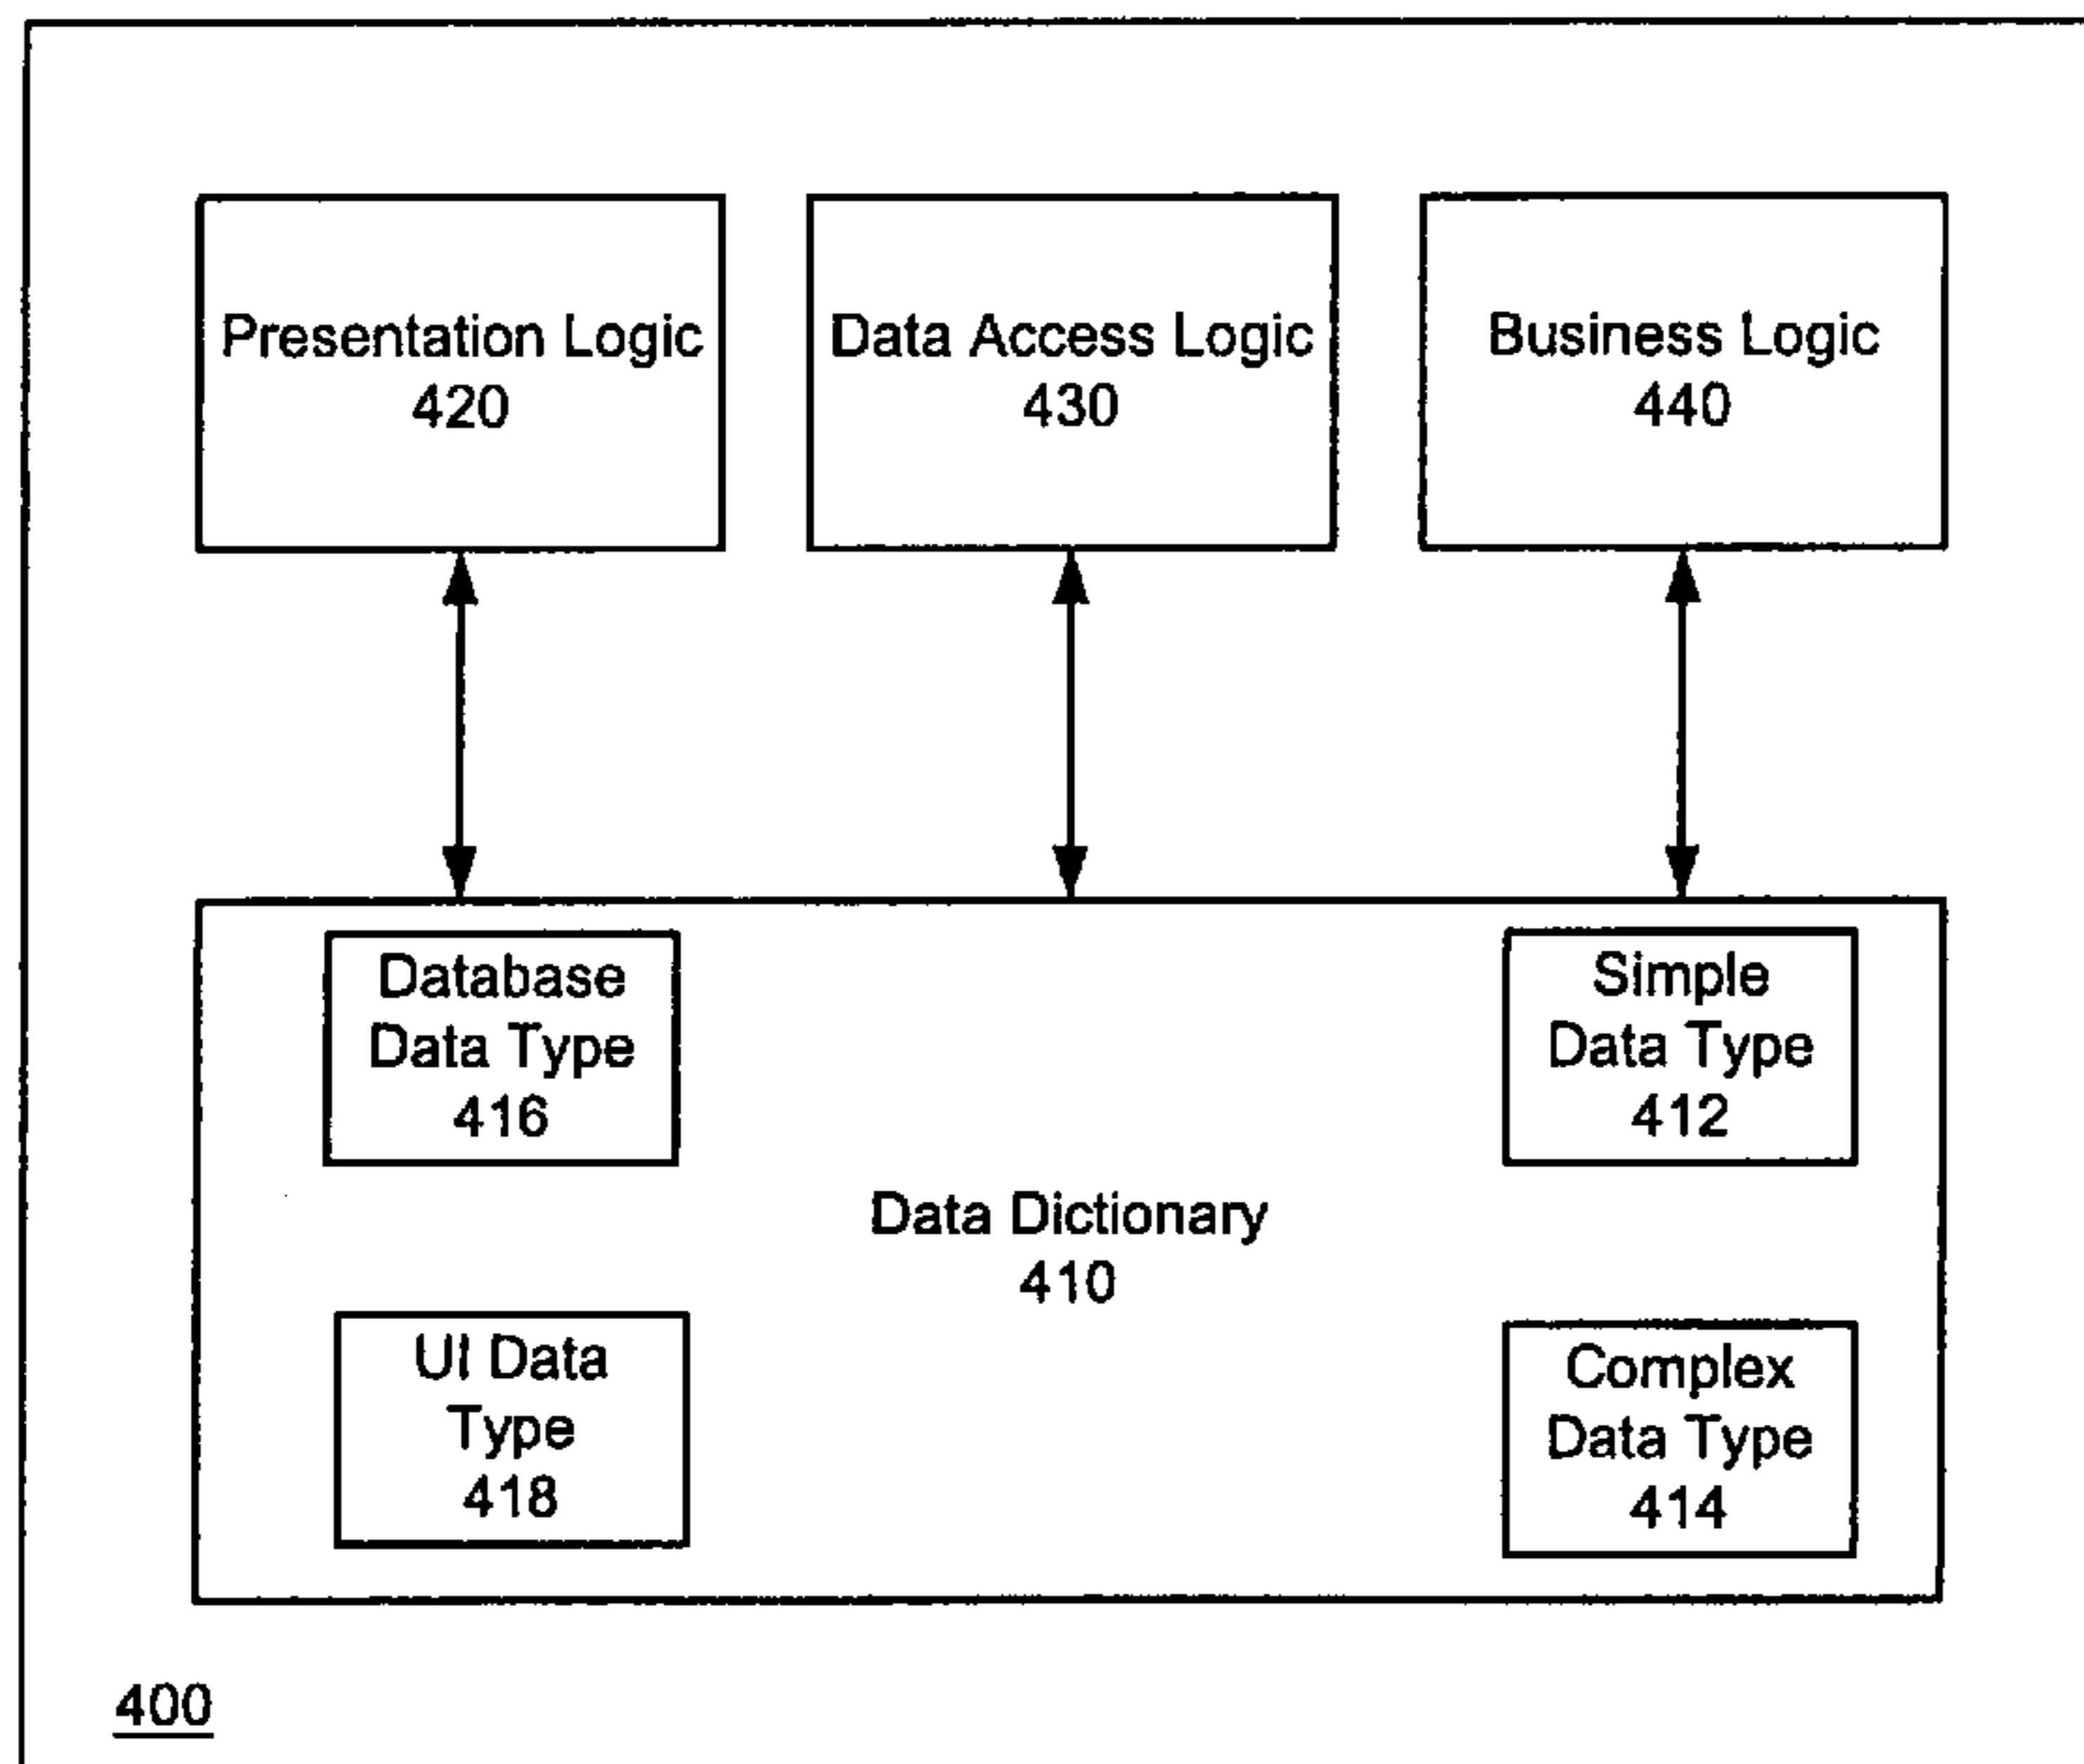 Presentation Logic
420
Data Access Logic
430
Business Logic
440
Database
Data Type
416
Simple
Data Type
412
Data Dictionary
410
UI Data
Type
418
Complex
Data Type
414
400